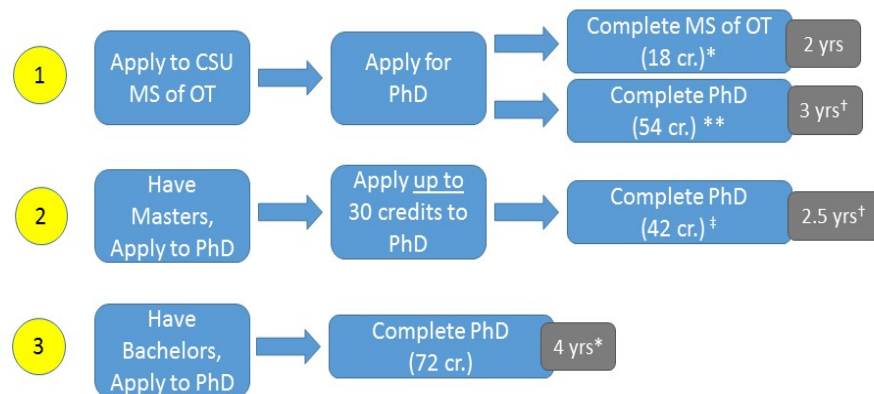 1
Apply to CSU
MS of OT
Apply for
PhD
Complete MS of OT
(18 cr.)*
2 yrs
Complete PhD
(54 cr.) **
3 yrs†
2
Have
Masters,
Apply to PhD
Apply up to
30 credits to
PhD
Complete PhD
(42 cr.) ‡
2.5 yrs†
3
Have
Bachelors,
Apply to PhD
Complete PhD
(72 cr.)
4 yrs*